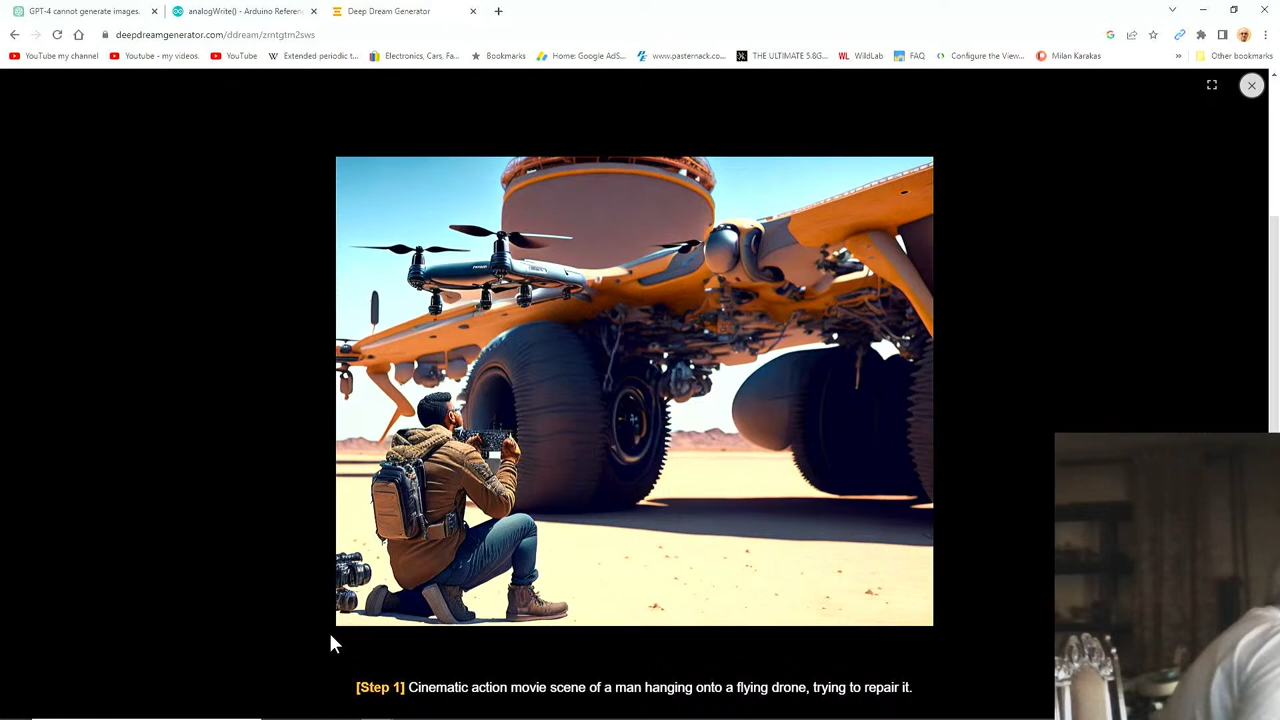 GPT-4 cannot generate images.
analogWrite() - Arduino Referen
Deep Dream Generator
deepdreamgenerator.com/ddream/zrntgtm2sws
YouTube my channel
Youtube - my videos.
YouTube
Extended periodic t...
Electronics, Cars, Fa...
Bookmarks
Home: Google AdS...
www.pasternack.co...
THE ULTIMATE 5.8G...
WL WildLab
FAQ
Configure the View...
Milan Karakas
Other bookmarks
[Step 1] Cinematic action movie scene of a man hanging onto a flying drone, trying to repair it.